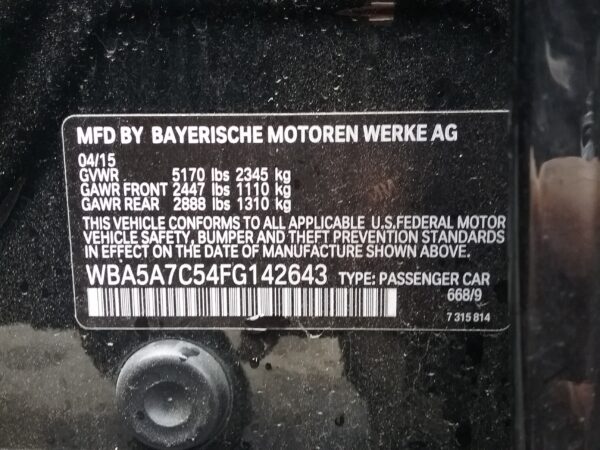 MFD BY BAYERISCHE MOTOREN WERKE AG
04/15
GVWR 5170 lbs 2345 kg
GAWR FRONT 2447 lbs 1110 kg
GAWR REAR 2888 lbs 1310 kg
THIS VEHICLE CONFORMS TO ALL APPLICABLE U.S.FEDERAL MOTOR
VEHICLE SAFETY, BUMPER AND THEFT PREVENTION STANDARDS
IN EFFECT ON THE DATE OF MANUFACTURE SHOWN ABOVE.
WBA5A7C54FG142643 TYPE: PASSENGER CAR
668/9
7 315 814